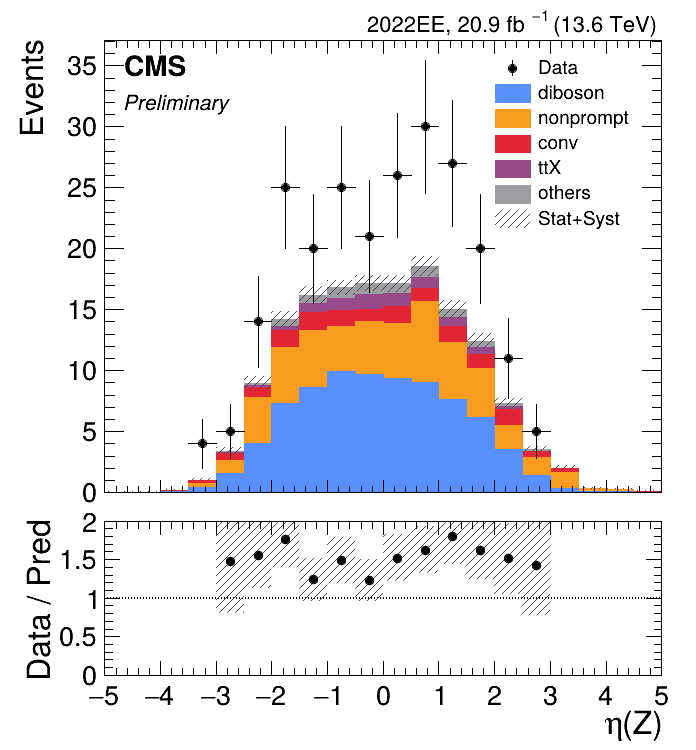 2022EE, 20.9 fb⁻¹ (13.6 TeV)
CMS
Preliminary
Events
35
30
25
20
15
10
5
0
Data
diboson
nonprompt
conv
ttX
others
Stat+Syst
Data / Pred
2
1.5
1
0.5
0
−5 −4 −3 −2 −1 0 1 2 3 4 5
η(Z)